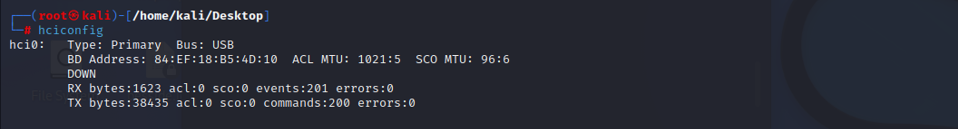 ┌──(root㉿kali)-[/home/kali/Desktop]
└─# hciconfig
hci0:   Type: Primary  Bus: USB
        BD Address: 84:EF:18:B5:4D:10  ACL MTU: 1021:5  SCO MTU: 96:6
        DOWN
        RX bytes:1623 acl:0 sco:0 events:201 errors:0
        TX bytes:38435 acl:0 sco:0 commands:200 errors:0